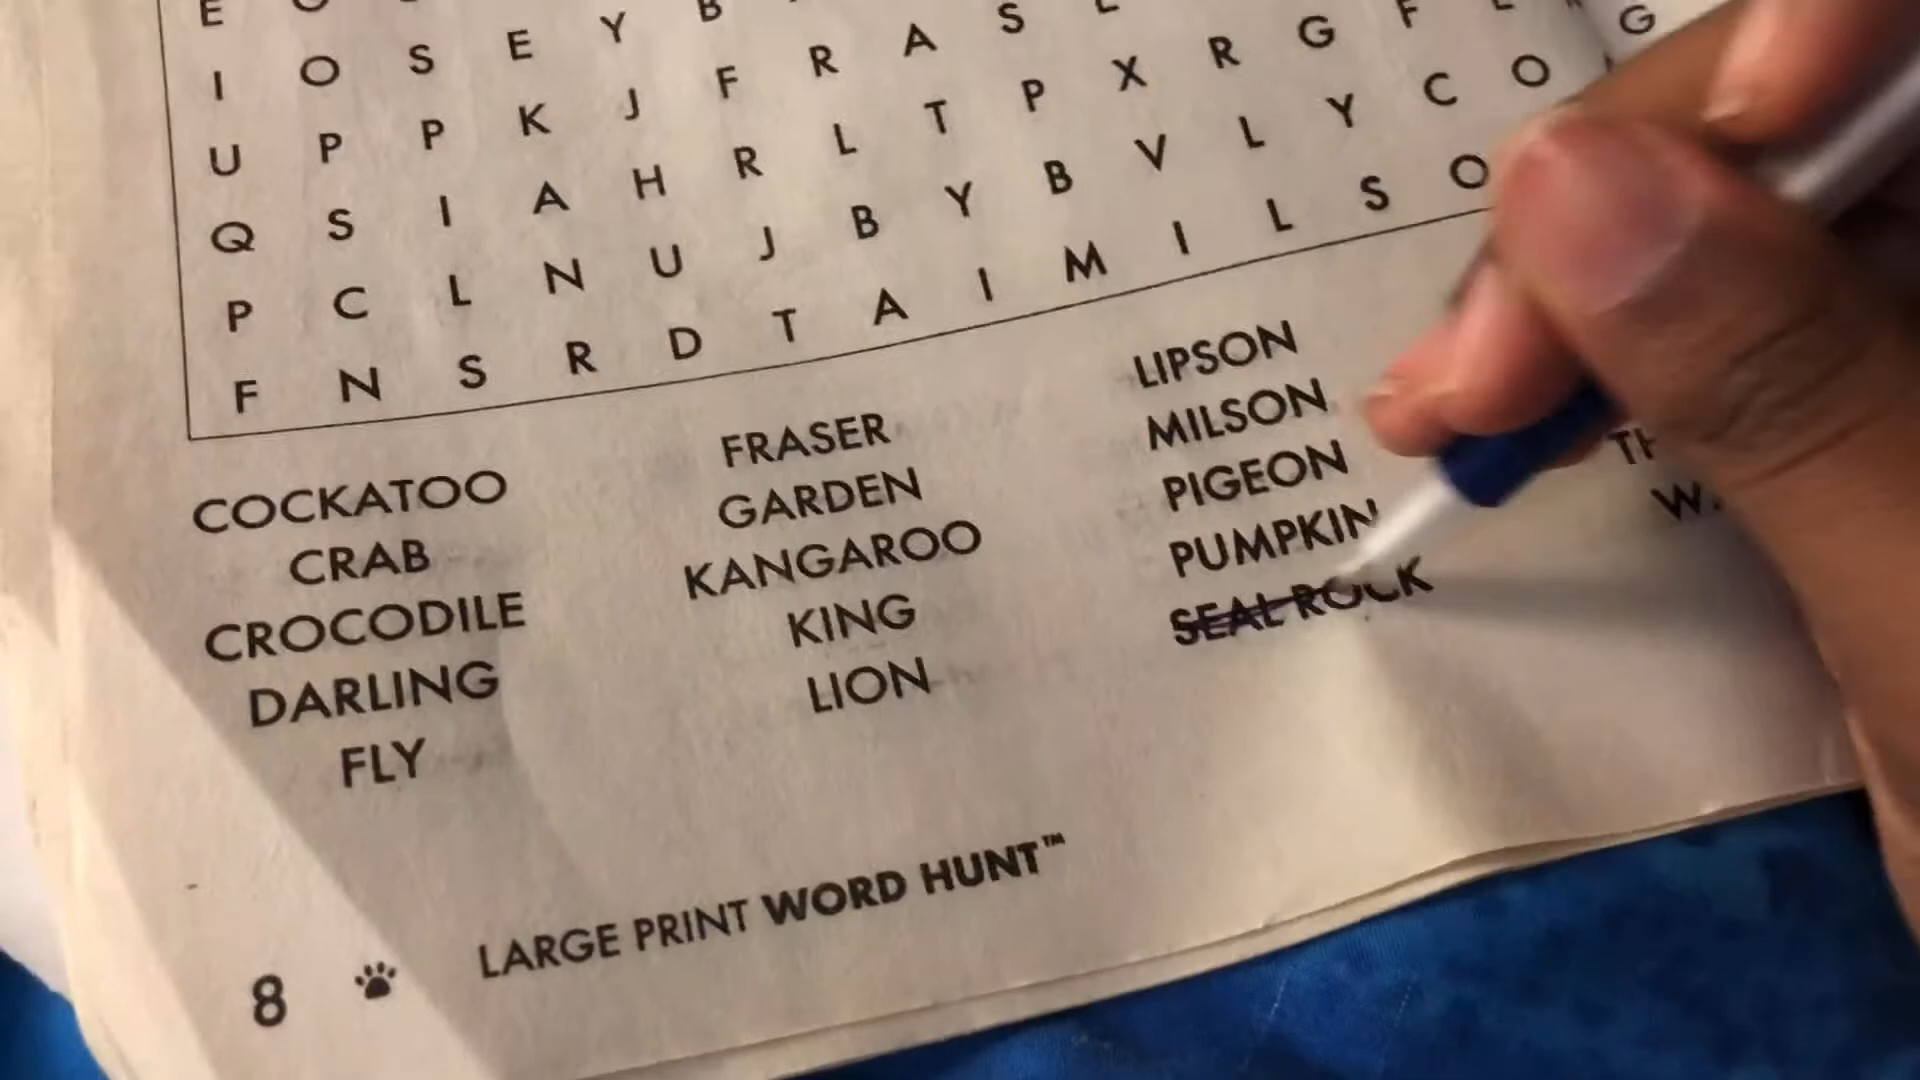 I O S E Y B
U P P K J F R A S
Q S I A H R L T P X R G F
P C L N U J B Y B V L Y C O
F N S R D T A I M I L S O
COCKATOO
CRAB
CROCODILE
DARLING
FLY
FRASER
GARDEN
KANGAROO
KING
LION
LIPSON
MILSON
PIGEON
PUMPKIN
SEAL ROCK
8 LARGE PRINT WORD HUNT™